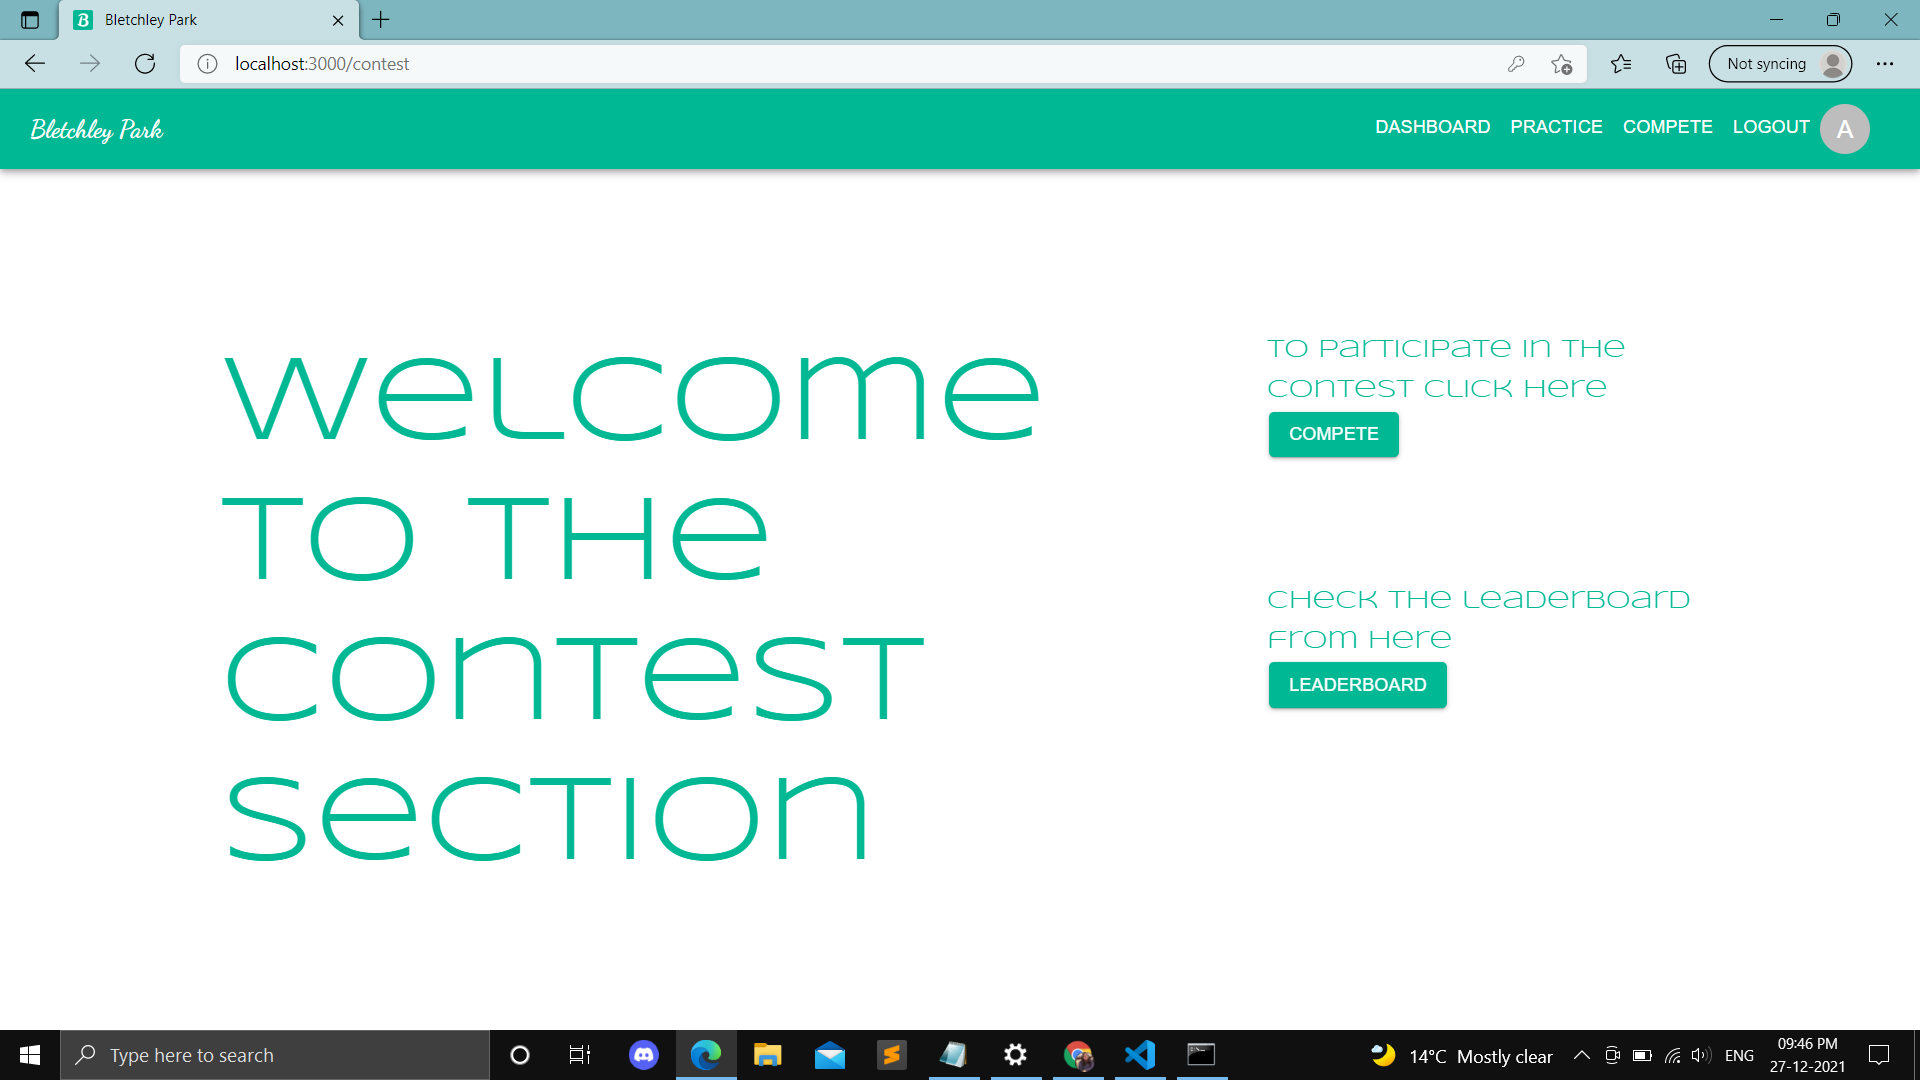 Bletchley Park
localhost:3000/contest
Not syncing
Bletchley Park
DASHBOARD PRACTICE COMPETE LOGOUT A
Welcome
to the
contest
section
To participate in the
contest click here
COMPETE
Check the leaderboard
from here
LEADERBOARD
Type here to search
14°C Mostly clear
ENG
09:46 PM
27-12-2021